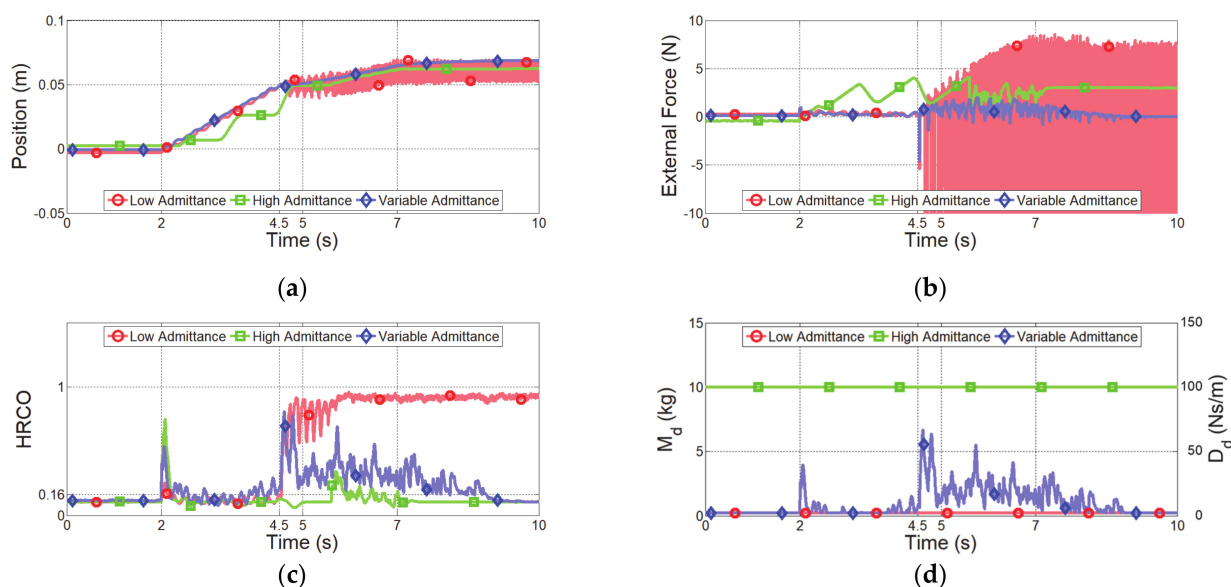 0.1
0.05
0
-0.05
Position (m)
Low Admittance High Admittance Variable Admittance
0 2 4.5 5 7 10
Time (s)
(a)
10
5
0
-5
-10
External Force (N)
Low Admittance High Admittance Variable Admittance
0 2 4.5 5 7 10
Time (s)
(b)
Low Admittance High Admittance Variable Admittance
1
0.16
0
HRCO
0 2 4.5 5 7 10
Time (s)
(c)
15
10
5
0
M_d (kg)
Low Admittance High Admittance Variable Admittance
150
100
50
0
D_d (Ns/m)
0 2 4.5 5 7 10
Time (s)
(d)